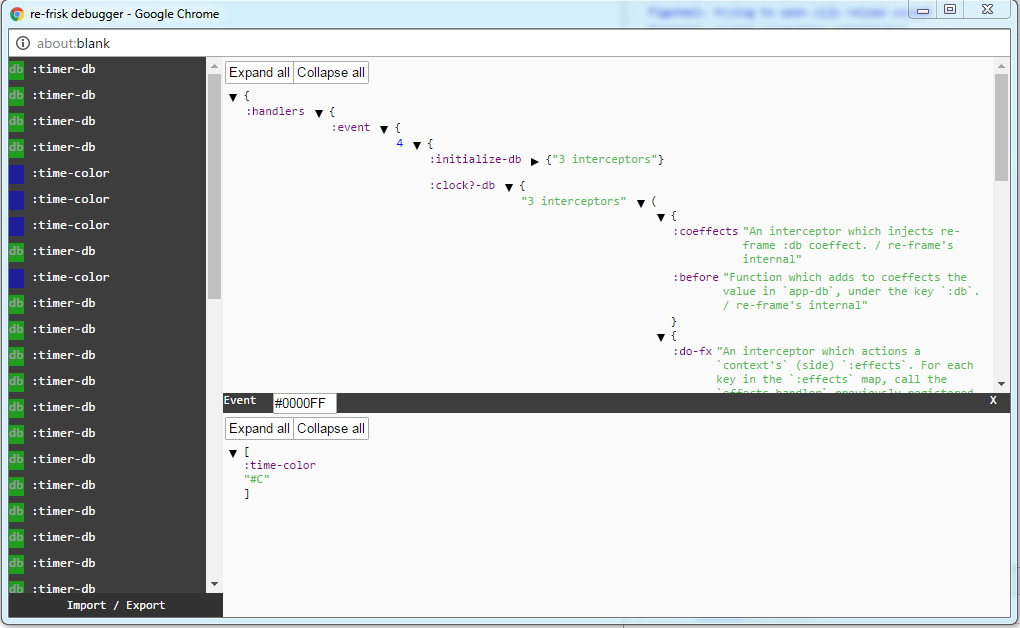 re-frisk debugger - Google Chrome
about:blank
db :timer-db
db :timer-db
db :timer-db
db :timer-db
:time-color
:time-color
:time-color
db :timer-db
:time-color
db :timer-db
db :timer-db
db :timer-db
db :timer-db
db :timer-db
db :timer-db
db :timer-db
db :timer-db
db :timer-db
db :timer-db
db :timer-db
db :timer-db
Import / Export
Expand all Collapse all
▼ {
:handlers ▼ {
:event ▼ {
4 ▼ {
:initialize-db ▶ {"3 interceptors"}
:clock?-db ▼ {
"3 interceptors" ▼ (
▼ {
:coeffects "An interceptor which injects re-
frame :db coeffect. / re-frame's
internal"
:before "Function which adds to coeffects the
value in `app-db`, under the key `:db`.
/ re-frame's internal"
}
▼ {
:do-fx "An interceptor which actions a
`context's` (side) `:effects`. For each
key in the `:effects` map, call the
`effects handler` previously registered
Event #0000FF X
Expand all Collapse all
▼ [
:time-color
"#C"
]